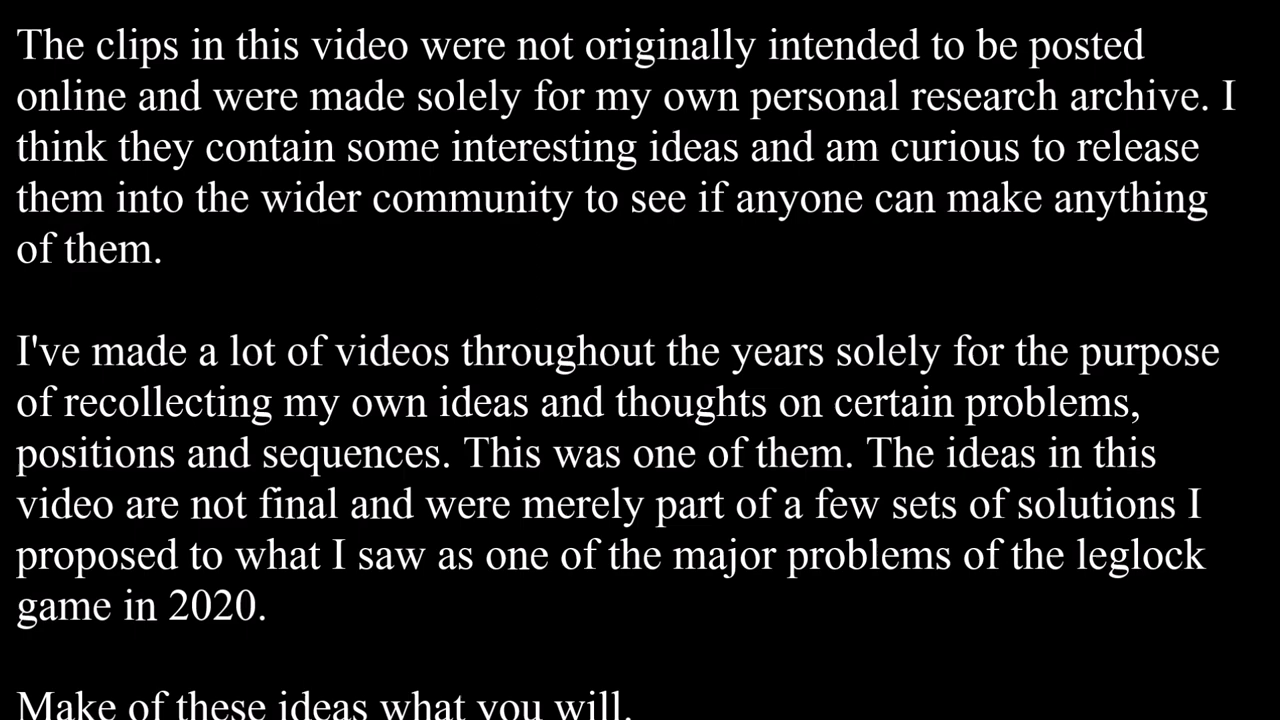 The clips in this video were not originally intended to be posted
online and were made solely for my own personal research archive. I
think they contain some interesting ideas and am curious to release
them into the wider community to see if anyone can make anything
of them.
I've made a lot of videos throughout the years solely for the purpose
of recollecting my own ideas and thoughts on certain problems,
positions and sequences. This was one of them. The ideas in this
video are not final and were merely part of a few sets of solutions I
proposed to what I saw as one of the major problems of the leglock
game in 2020.
Make of these ideas what you will.